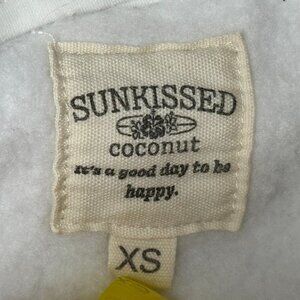 SUNKISSED
coconut
It's a good day to be
happy.
XS